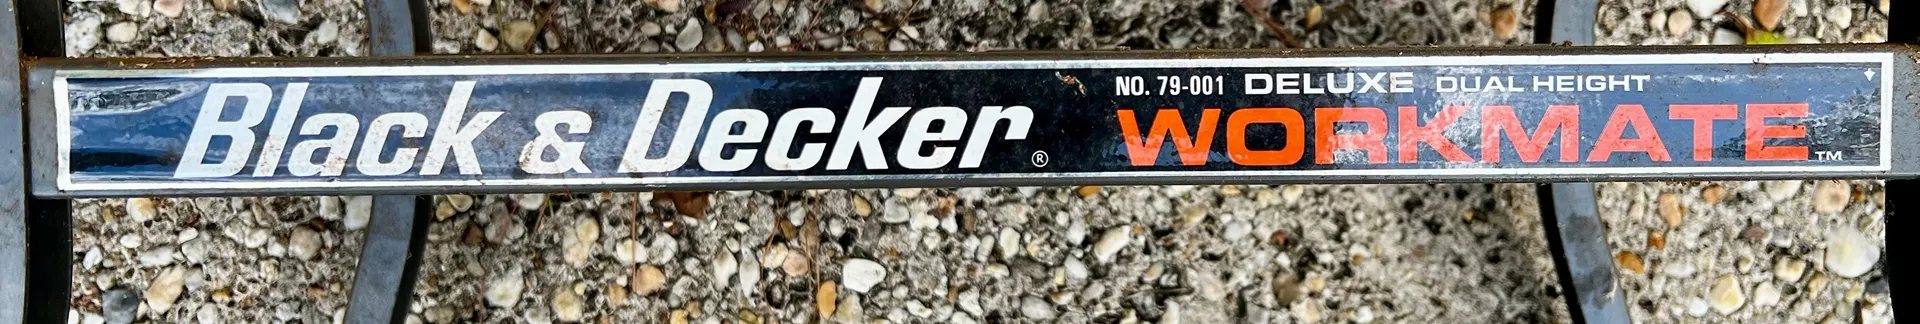 Black & Decker®
NO. 79-001 DELUXE DUAL HEIGHT
WORKMATE™